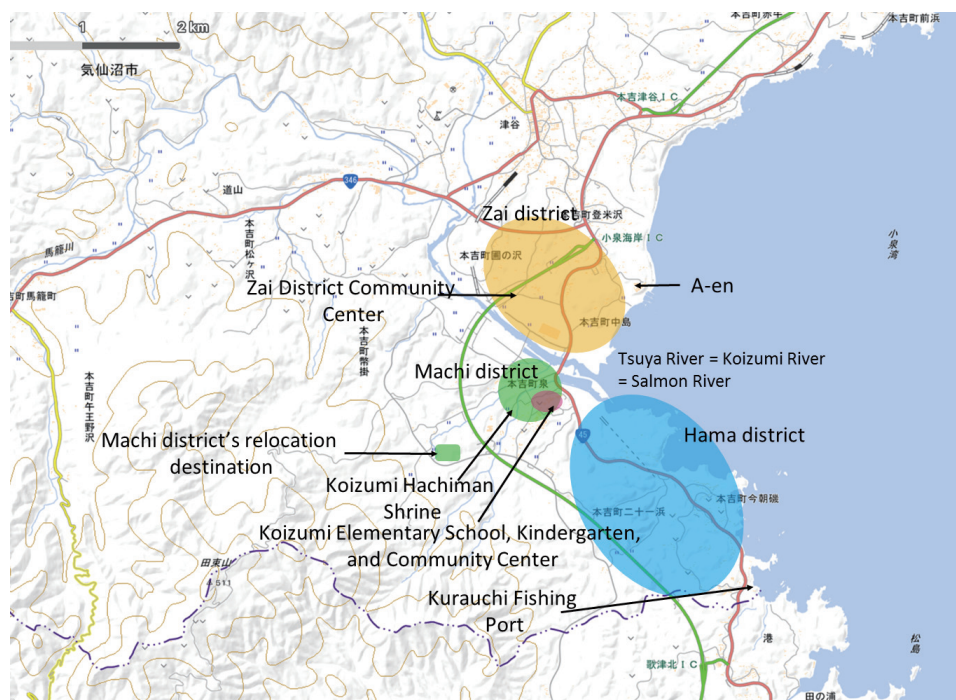 1
2 km
気仙沼市
本吉町赤牛
本吉町前浜
本吉津谷IC
津谷
346
道山
馬籠川
本吉町松ヶ沢
Zai district
本吉町登米沢
小泉海岸IC
小泉湾
本吉町圃の沢
Zai District Community
Center
A-en
吉町馬籠町
本吉町中島
本吉町幣掛
本吉町午王野沢
Tsuya River = Koizumi River
= Salmon River
Machi district
本吉町泉
45
Hama district
Machi district's relocation
destination
Koizumi Hachiman
Shrine
本吉町今朝磯
本吉町二十一浜
Koizumi Elementary School, Kindergarten,
and Community Center
田束山
511
Kurauchi Fishing
Port
港
歌津北IC
松島
田の浦